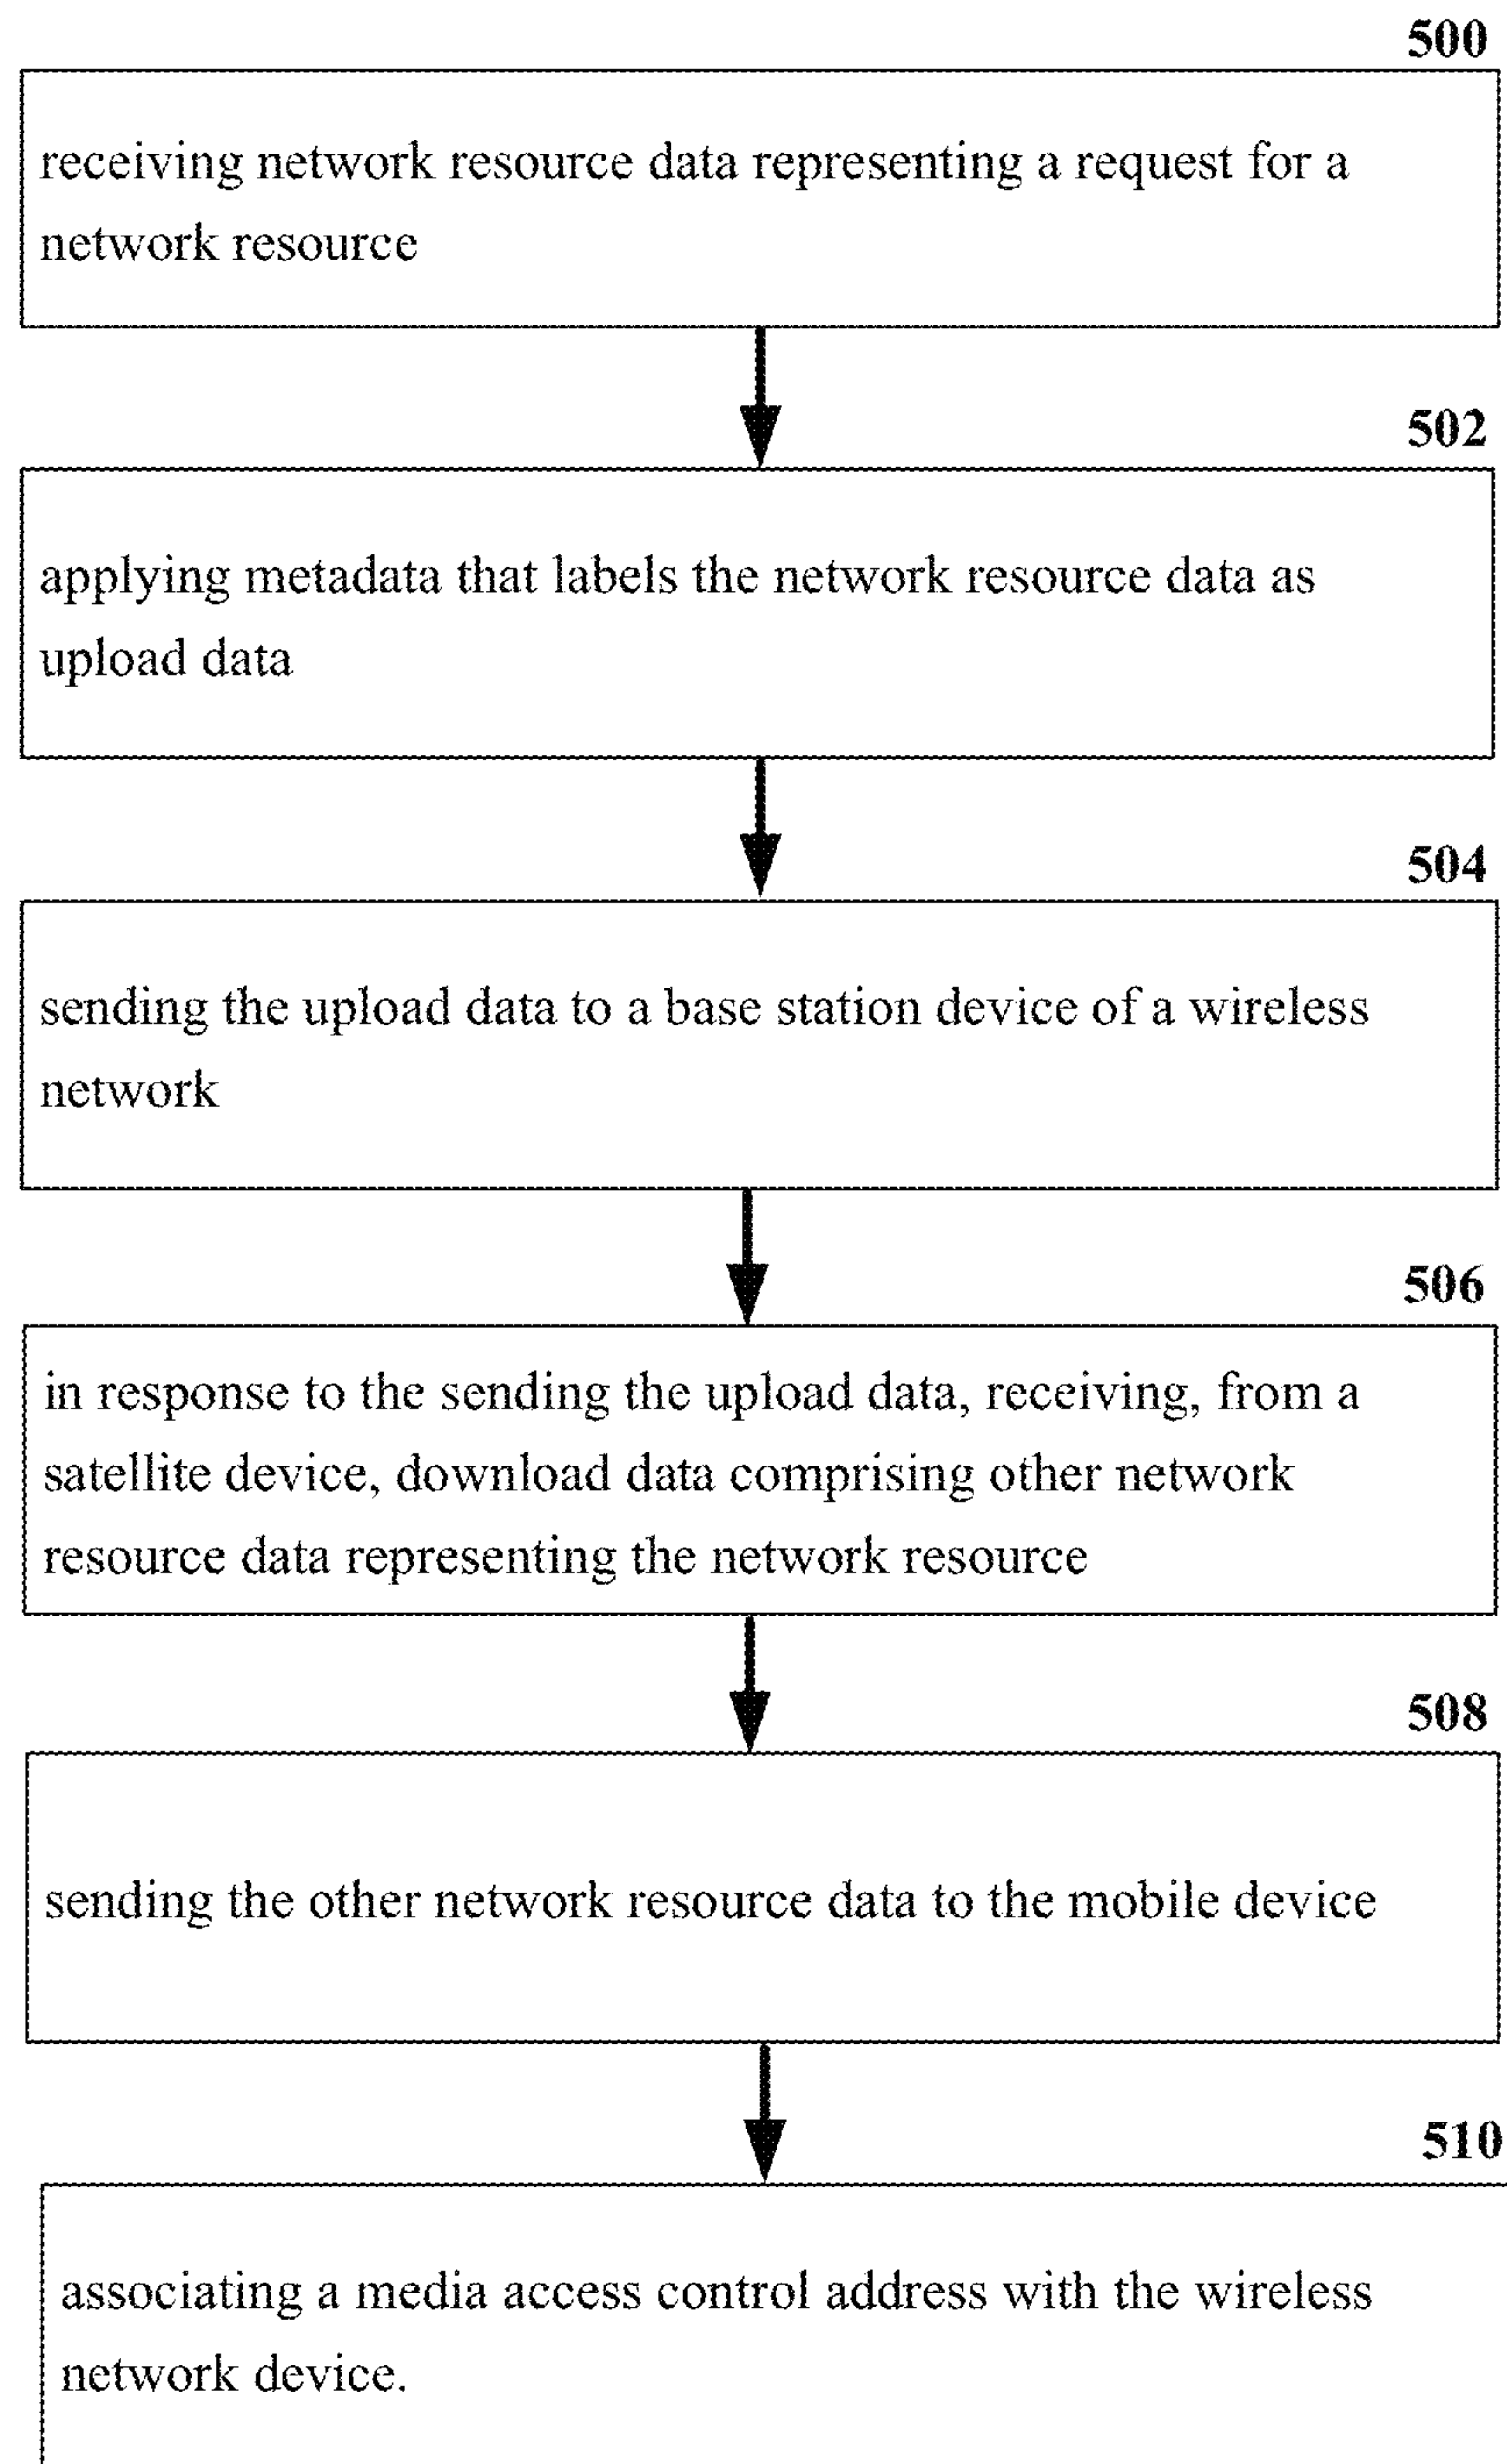 500
receiving network resource data representing a request for a
network resource
502
applying metadata that labels the network resource data as
upload data
504
sending the upload data to a base station device of a wireless
network
506
in response to the sending the upload data, receiving, from a
satellite device, download data comprising other network
resource data representing the network resource
508
sending the other network resource data to the mobile device
510
associating a media access control address with the wireless
network device.